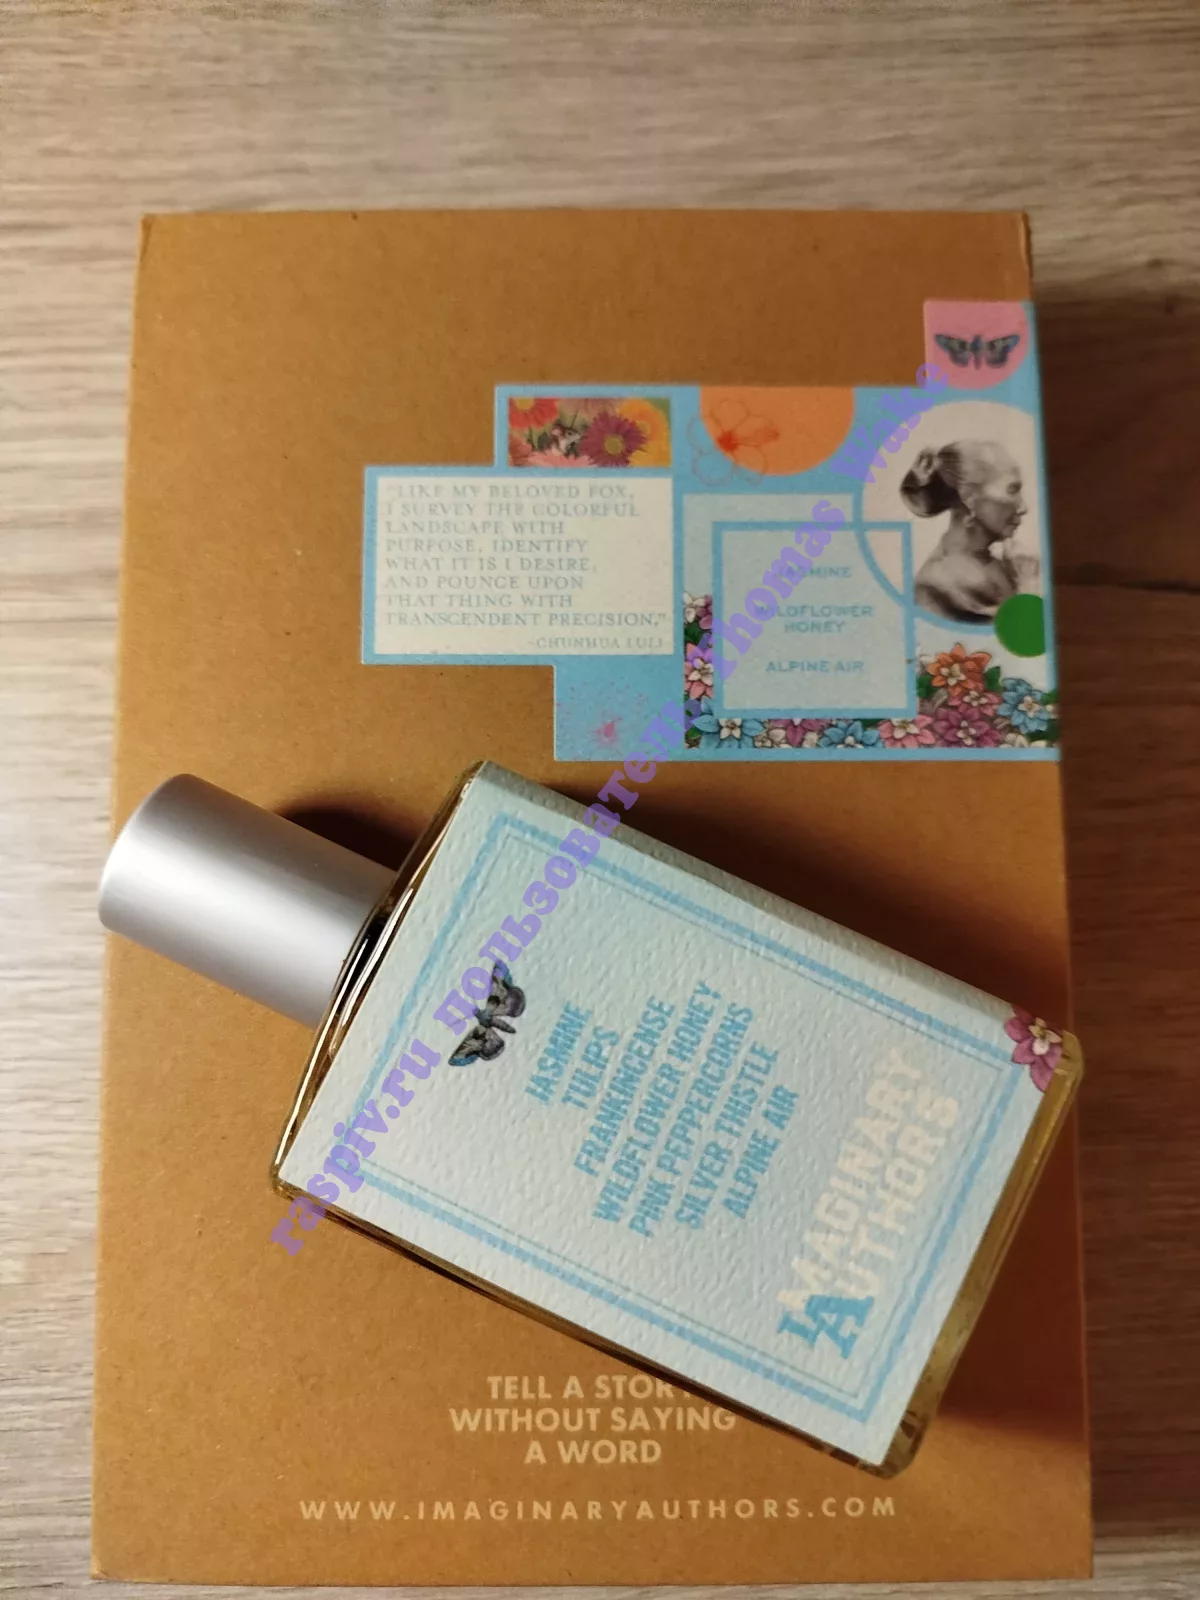 "LIKE MY BELOVED FOX,
I SURVEY THE COLORFUL
LANDSCAPE WITH
PURPOSE, IDENTIFY
WHAT IT IS I DESIRE,
AND POUNCE UPON
THAT THING WITH
TRANSCENDENT PRECISION."
-CHUNHUA LULI
JASMINE
WILDFLOWER
HONEY
ALPINE AIR
JASMINE
TULIPS
FRANKINCENSE
WILDFLOWER HONEY
PINK PEPPERCORNS
SILVER THISTLE
ALPINE AIR
IMAGINARY
AUTHORS
IA
TELL A STORY
WITHOUT SAYING
A WORD
WWW.IMAGINARYAUTHORS.COM
raspiv.ru пользователь Thomas Wake